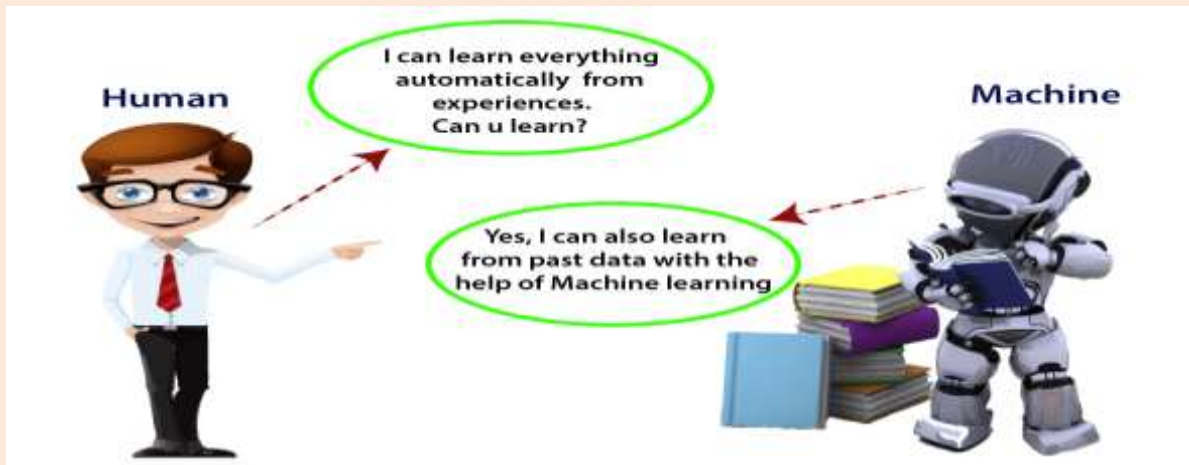 Human
I can learn everything
automatically from
experiences.
Can u learn?
Machine
Yes, I can also learn
from past data with the
help of Machine learning